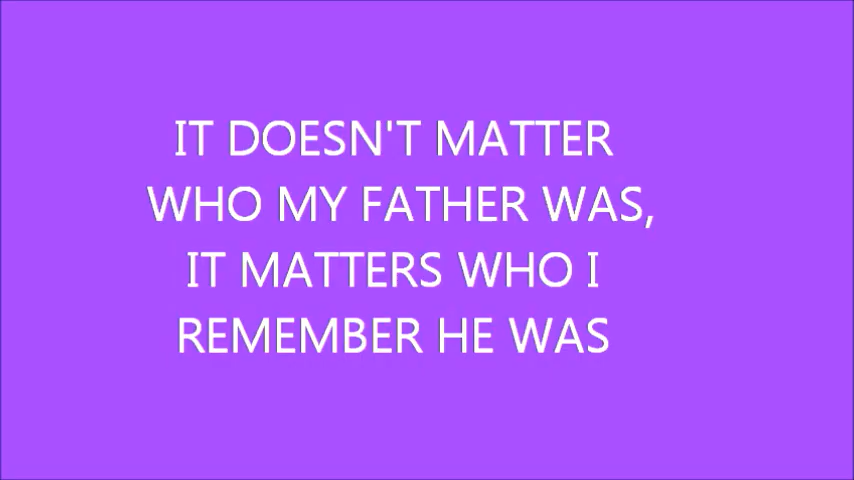 IT DOESN'T MATTER
WHO MY FATHER WAS,
IT MATTERS WHO I
REMEMBER HE WAS